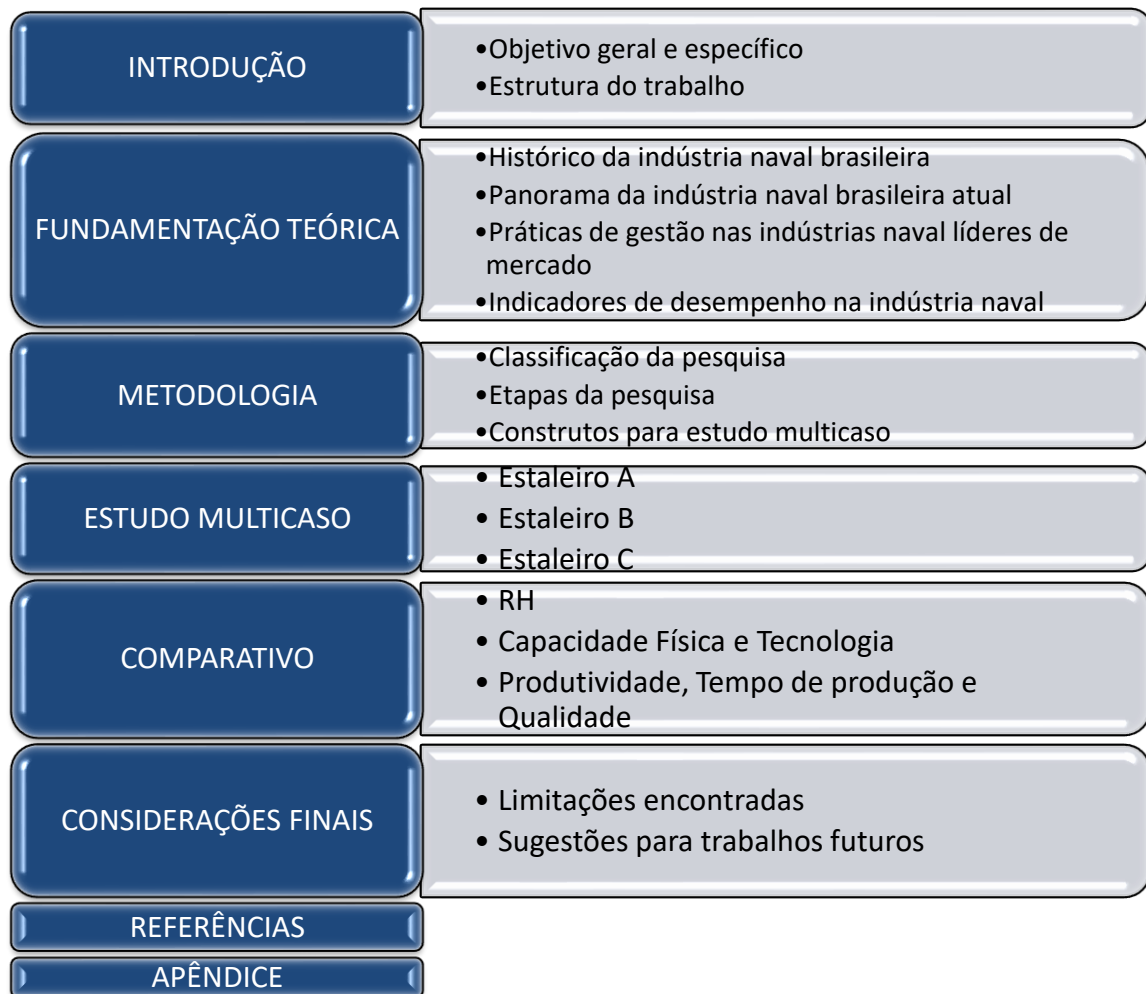 INTRODUÇÃO
•Objetivo geral e específico
•Estrutura do trabalho
FUNDAMENTAÇÃO TEÓRICA
•Histórico da indústria naval brasileira
•Panorama da indústria naval brasileira atual
•Práticas de gestão nas indústrias naval líderes de
mercado
•Indicadores de desempenho na indústria naval
METODOLOGIA
•Classificação da pesquisa
•Etapas da pesquisa
•Construtos para estudo multicaso
ESTUDO MULTICASO
• Estaleiro A
• Estaleiro B
• Estaleiro C
COMPARATIVO
• RH
• Capacidade Física e Tecnologia
• Produtividade, Tempo de produção e
Qualidade
CONSIDERAÇÕES FINAIS
• Limitações encontradas
• Sugestões para trabalhos futuros
REFERÊNCIAS
APÊNDICE